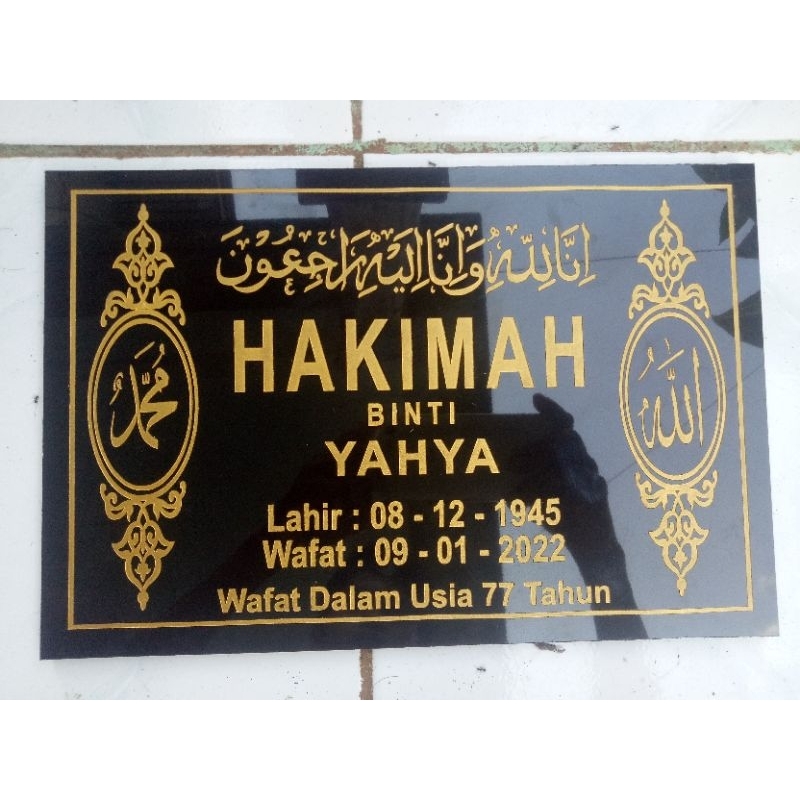 إنا لله وإنا إليه راجعون
محمد
الله
HAKIMAH
BINTI
YAHYA
Lahir : 08 - 12 - 1945
Wafat : 09 - 01 - 2022
Wafat Dalam Usia 77 Tahun